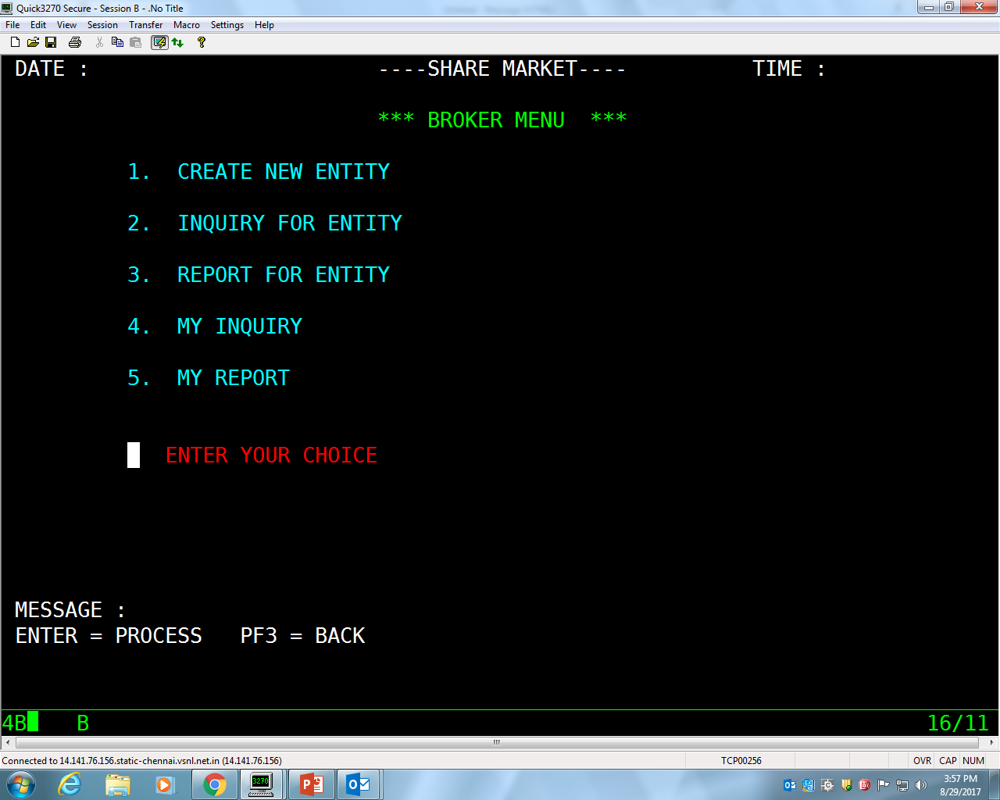 Quick3270 Secure - Session B - .No Title
File Edit View Session Transfer Macro Settings Help
DATE : ----SHARE MARKET---- TIME :
*** BROKER MENU ***
1. CREATE NEW ENTITY
2. INQUIRY FOR ENTITY
3. REPORT FOR ENTITY
4. MY INQUIRY
5. MY REPORT
ENTER YOUR CHOICE
MESSAGE :
ENTER = PROCESS PF3 = BACK
4B B 16/11
Connected to 14.141.76.156.static-chennai.vsnl.net.in (14.141.76.156) TCP00256 OVR CAP NUM
3270
3:57 PM
8/29/2017